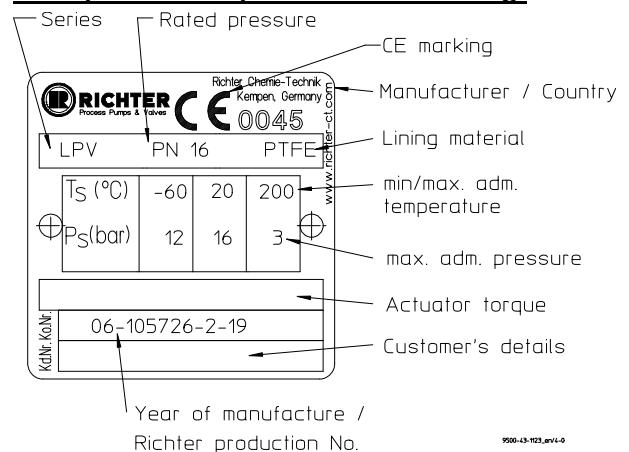 Series
Rated pressure
CE marking
Richter Chemie-Technik
Kempen, Germany
RICHTER
Process Pumps & Valves
CE
0045
Manufacturer / Country
www.richter-ct.com
LPV PN 16 PTFE
Lining material
TS (°C) -60 20 200
min/max. adm.
temperature
PS(bar) 12 16 3
max. adm. pressure
Actuator torque
Kd.Nr. Ko.Nr.
06-105726-2-19
Customer's details
Year of manufacture /
Richter production No.
9500-43-1123_en/4-0